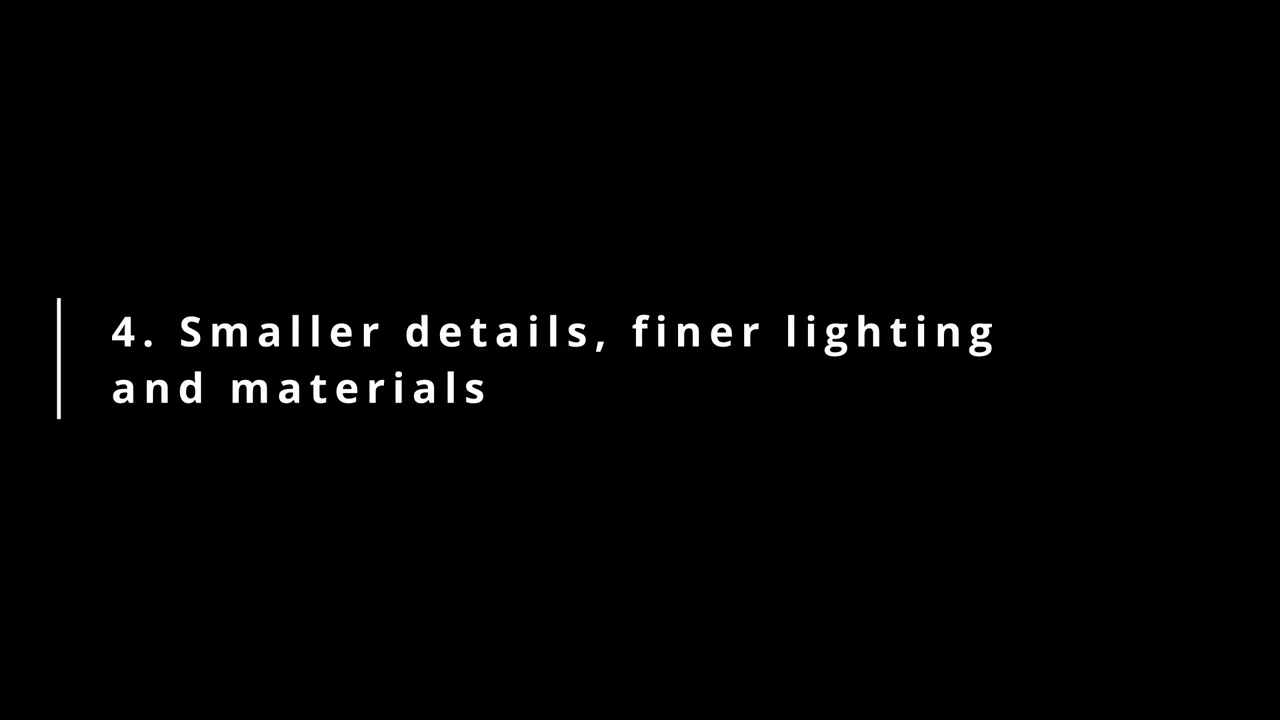 4. Smaller details, finer lighting
and materials